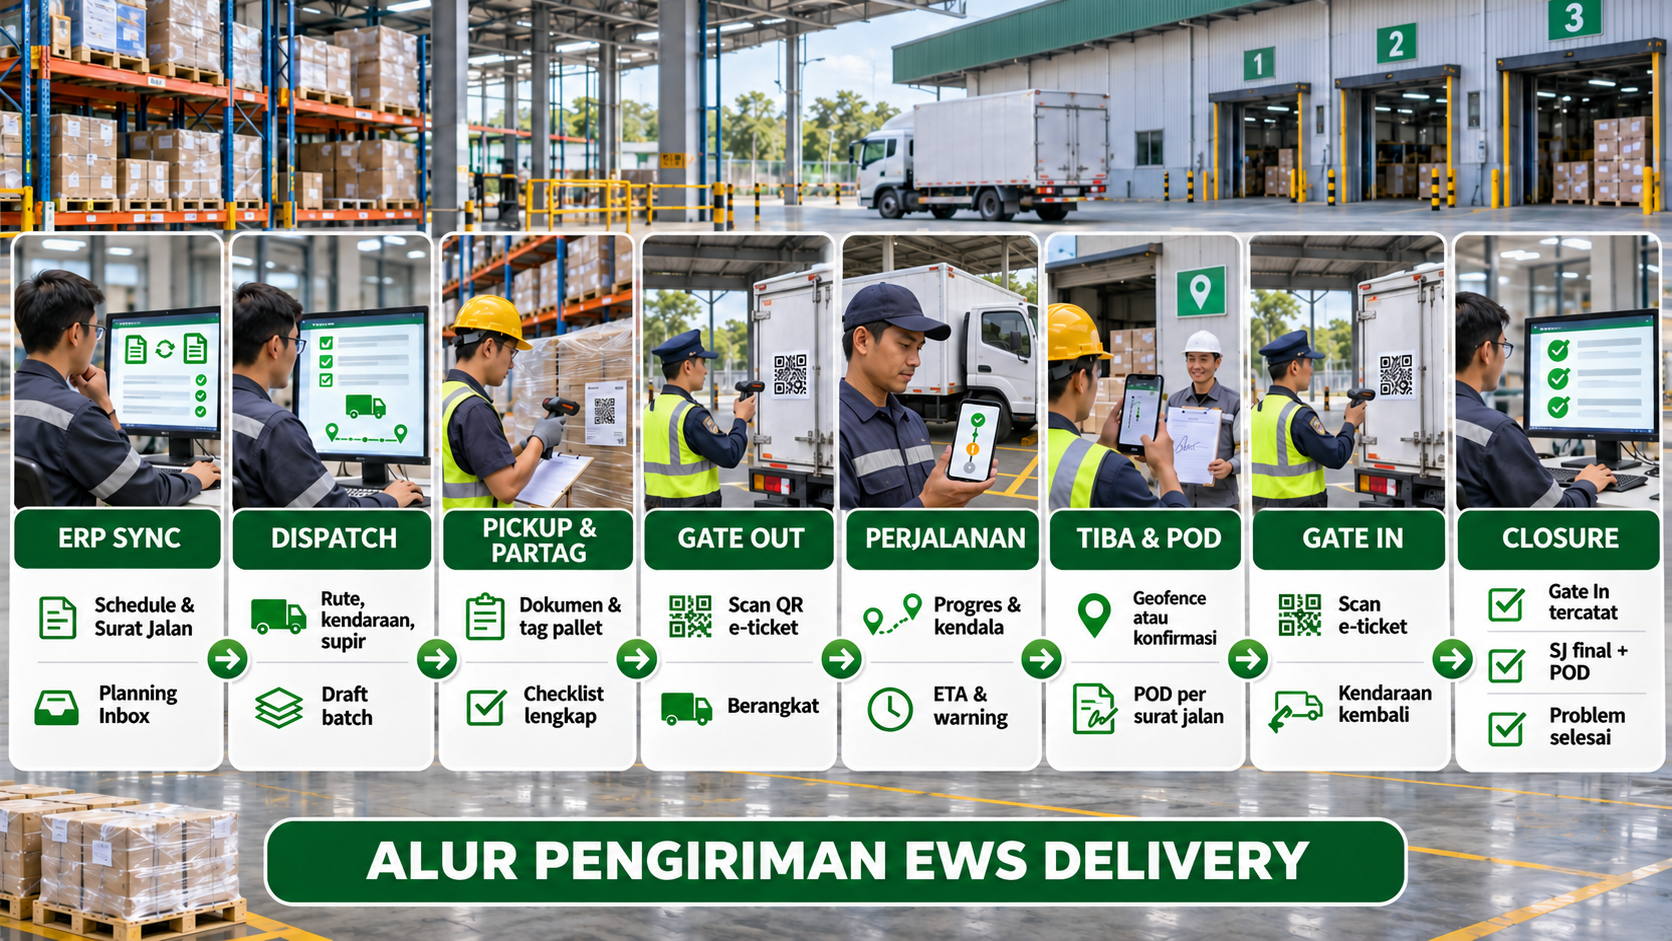 1
2
3
ERP SYNC
Schedule &
Surat Jalan
Planning
Inbox
DISPATCH
Rute,
kendaraan,
supir
Draft
batch
PICKUP &
PARTAG
Dokumen &
tag pallet
Checklist
lengkap
GATE OUT
Scan QR
e-ticket
Berangkat
PERJALANAN
Progres &
kendala
ETA &
warning
TIBA & POD
Geofence
atau
konfirmasi
POD per
surat jalan
GATE IN
Scan
e-ticket
Kendaraan
kembali
CLOSURE
Gate In
tercatat
SJ final +
POD
Problem
selesai
ALUR PENGIRIMAN EWS DELIVERY